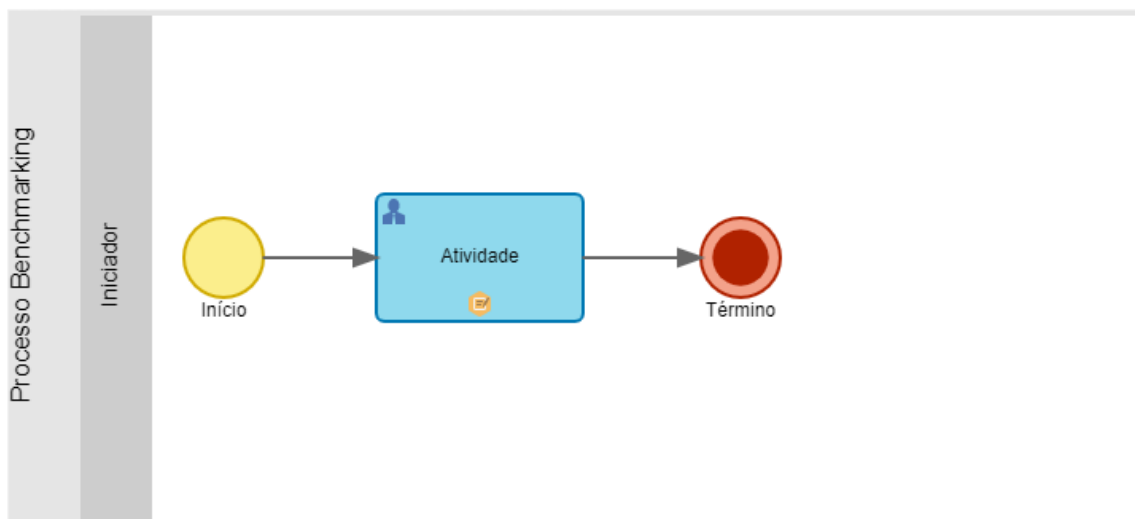 Processo Benchmarking
Iniciador
Início
Atividade
Término